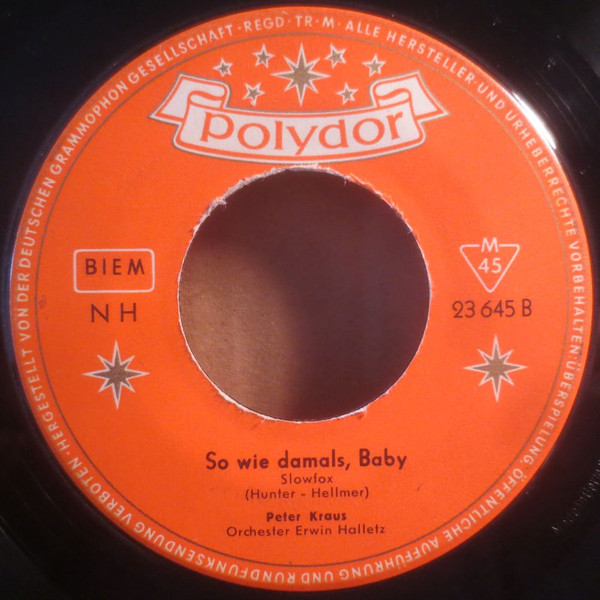 HERGESTELLT VON DER DEUTSCHEN GRAMMOPHON GESELLSCHAFT · REGD · TR · M · ALLE HERSTELLER- UND URHEBERRECHTE VORBEHALTEN · ÜBERSPIELUNG, ÖFFENTLICHE AUFFÜHRUNG UND RUNDFUNKSENDUNG VERBOTEN ·
polydor
BIEM
NH
M
45
23 645 B
So wie damals, Baby
Slowfox
(Hunter - Hellmer)
Peter Kraus
Orchester Erwin Halletz